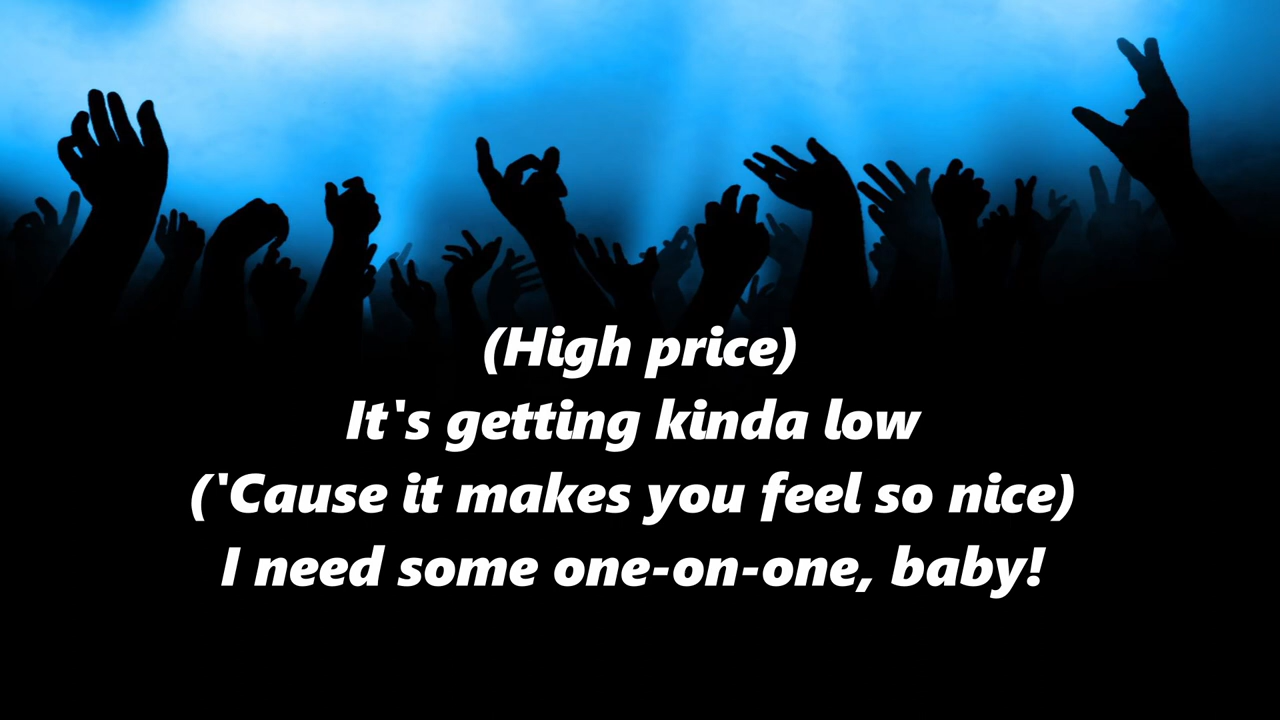 (High price)
It's getting kinda low
('Cause it makes you feel so nice)
I need some one-on-one, baby!